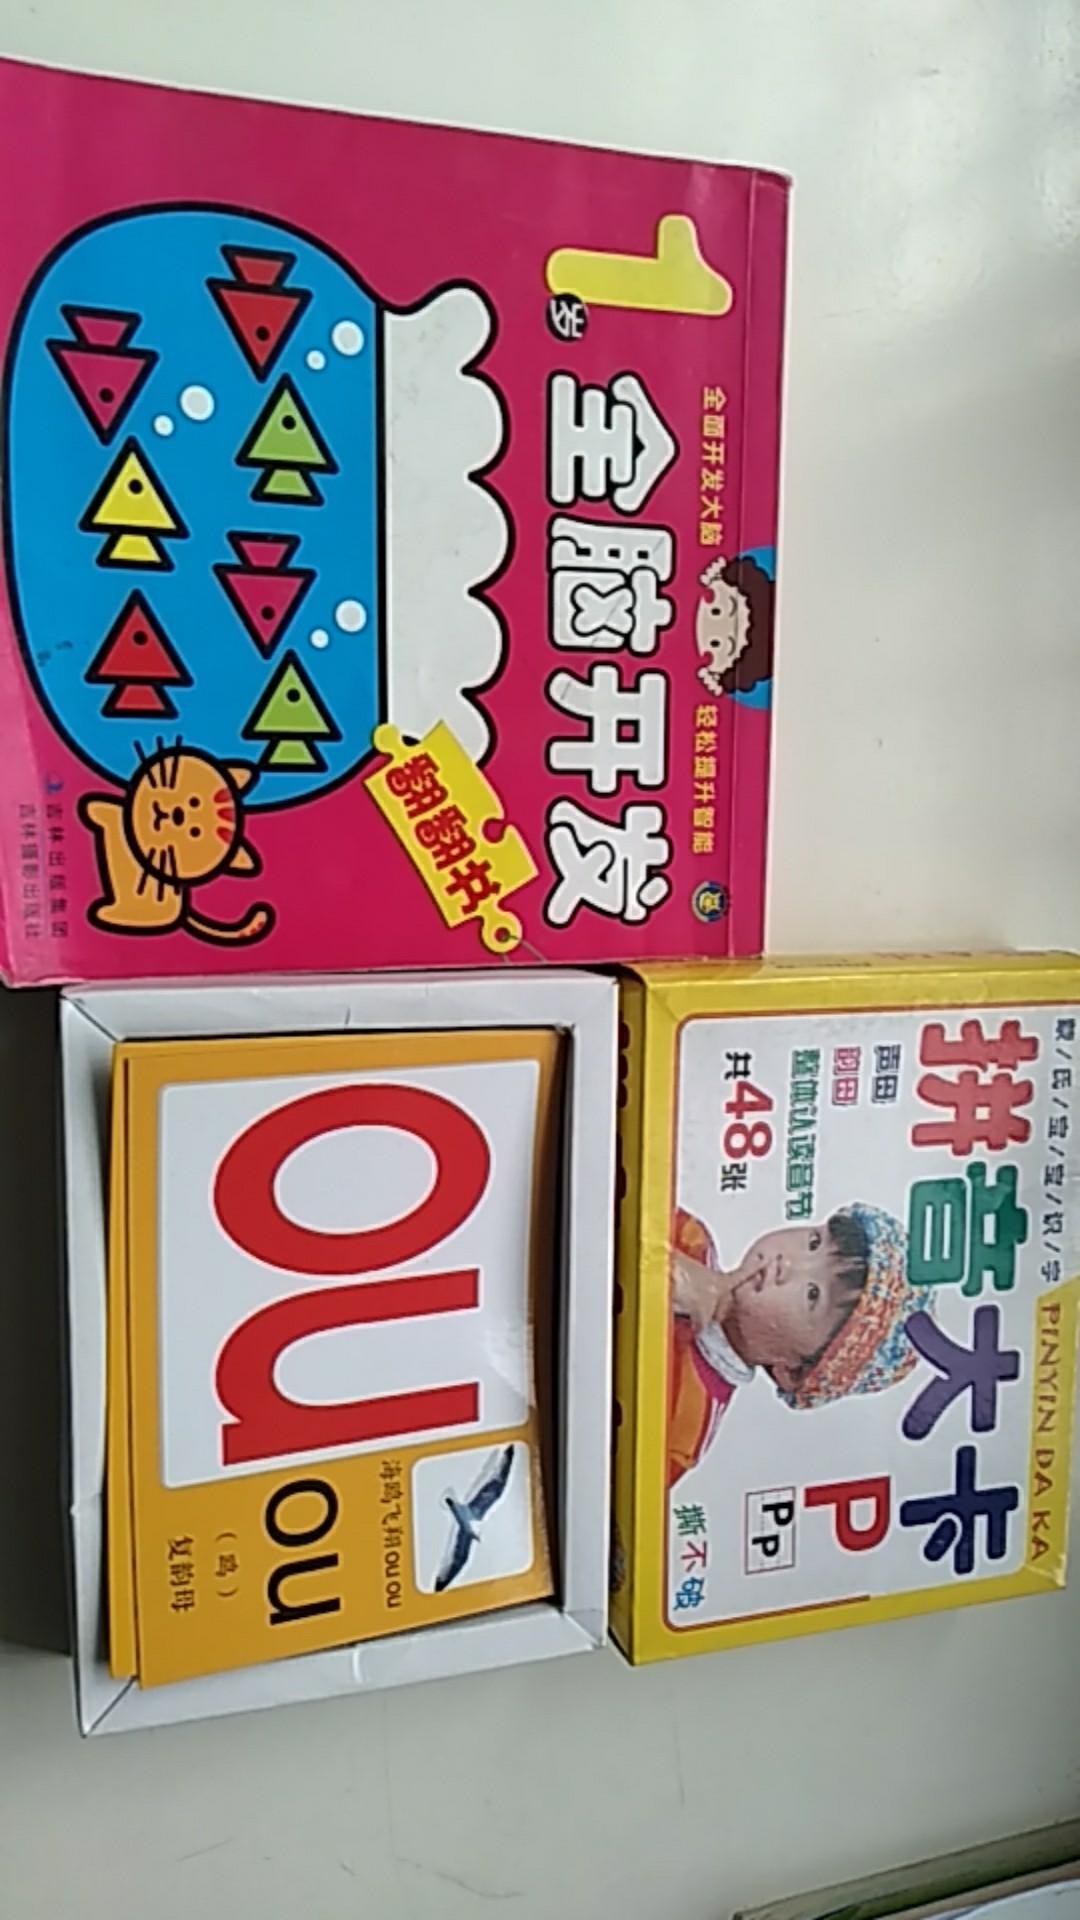 全面开发大脑 轻松提升智能
1岁 全脑开发
翻翻书
吉林出版集团
吉林摄影出版社
氏/宝/宝/识/字
PINYIN DA KA
拼音大卡
声母
韵母
整体认读音节
共48张
P
Pp
撕不破
ou
海鸥飞翔ou ou
ou
(鸥)
复韵母